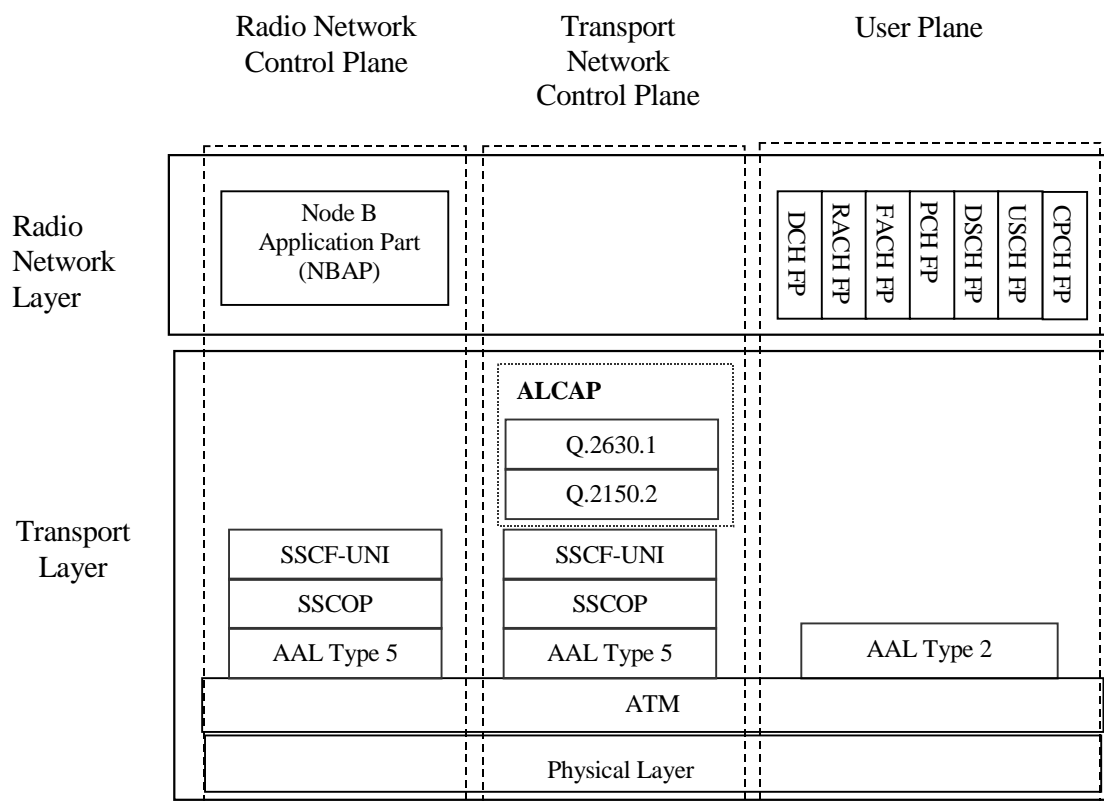 Radio Network
Control Plane
Transport
Network
Control Plane
User Plane
Radio
Network
Layer
Node B
Application Part
(NBAP)
DCH FP
RACH FP
FACH FP
PCH FP
DSCH FP
USCH FP
CPCH FP
Transport
Layer
ALCAP
Q.2630.1
Q.2150.2
SSCF-UNI
SSCOP
AAL Type 5
SSCF-UNI
SSCOP
AAL Type 5
AAL Type 2
ATM
Physical Layer